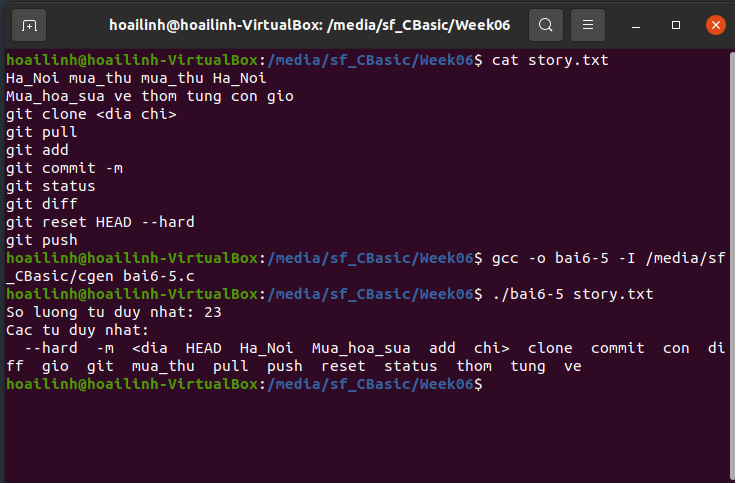 hoailinh@hoailinh-VirtualBox: /media/sf_CBasic/Week06
hoailinh@hoailinh-VirtualBox:/media/sf_CBasic/Week06$ cat story.txt
Ha_Noi mua_thu mua_thu Ha_Noi
Mua_hoa_sua ve thom tung con gio
git clone <dia chi>
git pull
git add
git commit -m
git status
git diff
git reset HEAD --hard
git push
hoailinh@hoailinh-VirtualBox:/media/sf_CBasic/Week06$ gcc -o bai6-5 -I /media/sf
_CBasic/cgen bai6-5.c
hoailinh@hoailinh-VirtualBox:/media/sf_CBasic/Week06$ ./bai6-5 story.txt
So luong tu duy nhat: 23
Cac tu duy nhat:
  --hard  -m  <dia  HEAD  Ha_Noi  Mua_hoa_sua  add  chi>  clone  commit  con  di
ff  gio  git  mua_thu  pull  push  reset  status  thom  tung  ve
hoailinh@hoailinh-VirtualBox:/media/sf_CBasic/Week06$